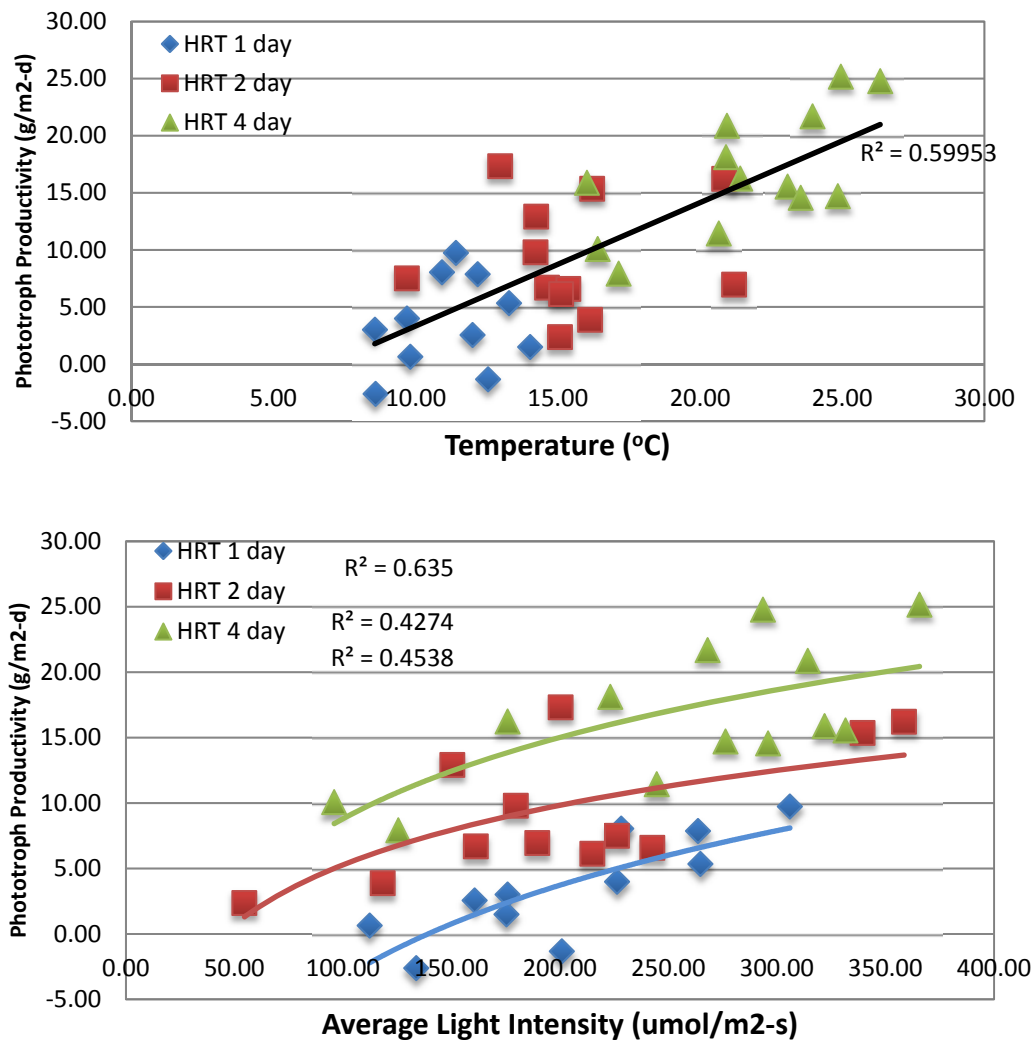 30.00
25.00
20.00
15.00
10.00
5.00
0.00
-5.00
Phototroph Productivity (g/m2-d)
HRT 1 day
HRT 2 day
HRT 4 day
R² = 0.59953
0.00 5.00 10.00 15.00 20.00 25.00 30.00
Temperature (ºC)
30.00
25.00
20.00
15.00
10.00
5.00
0.00
-5.00
Phototroph Productivity (g/m2-d)
HRT 1 day
HRT 2 day
HRT 4 day
R² = 0.635
R² = 0.4274
R² = 0.4538
0.00 50.00 100.00 150.00 200.00 250.00 300.00 350.00 400.00
Average Light Intensity (umol/m2-s)